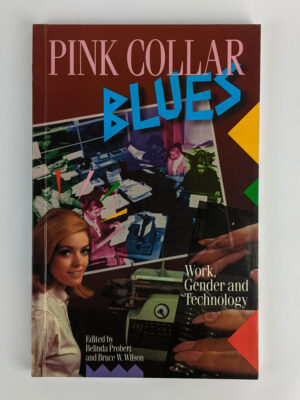 PINK COLLAR
BLUES
Work,
Gender and
Technology
Edited by
Belinda Probert
and Bruce W. Wilson